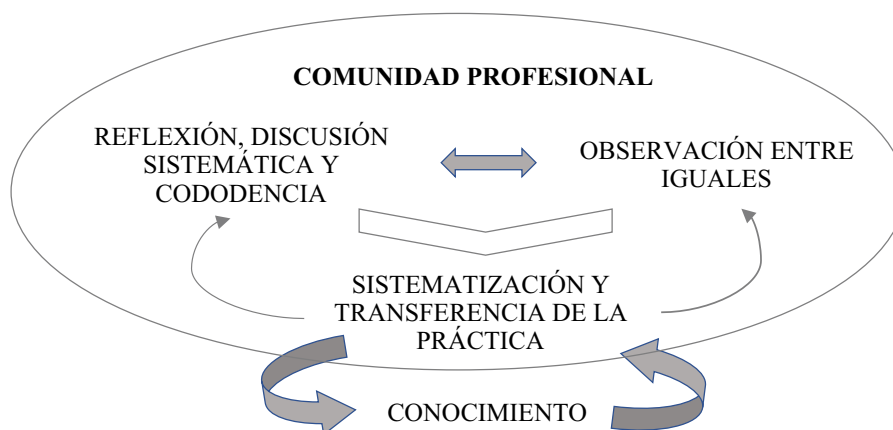 COMUNIDAD PROFESIONAL
REFLEXIÓN, DISCUSIÓN
SISTEMÁTICA Y
CODODENCIA
OBSERVACIÓN ENTRE
IGUALES
SISTEMATIZACIÓN Y
TRANSFERENCIA DE LA
PRÁCTICA
CONOCIMIENTO